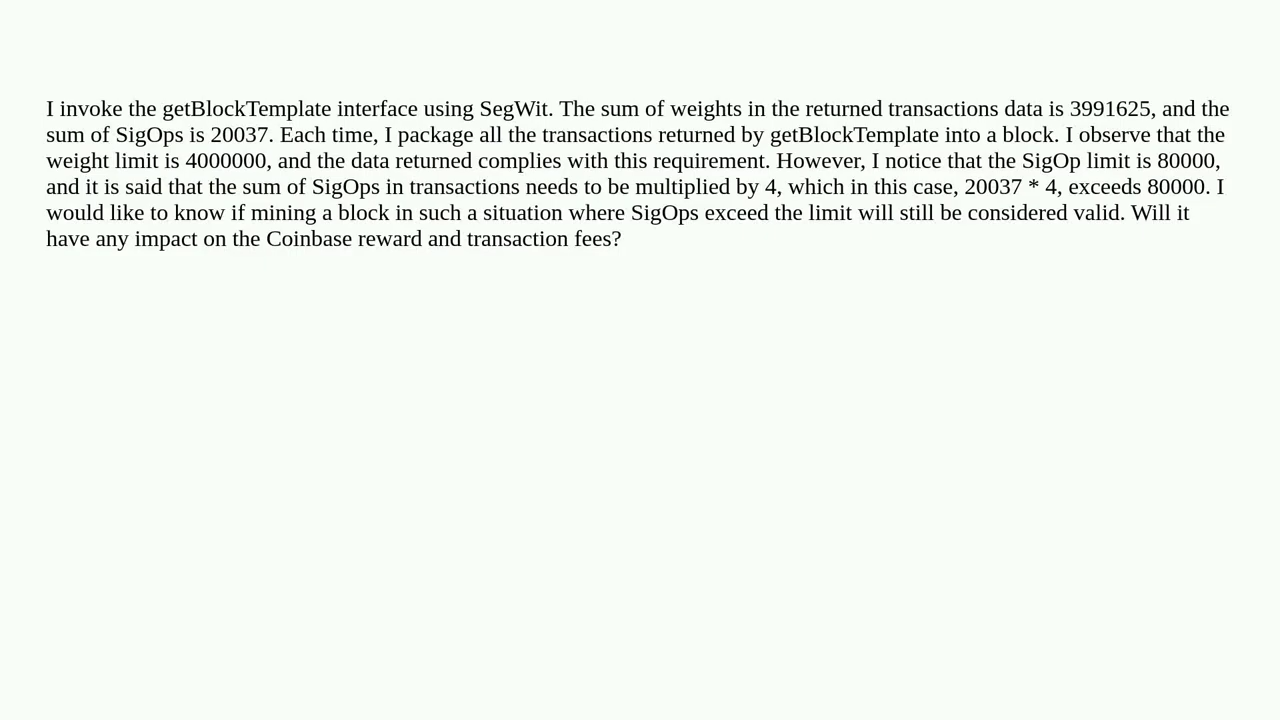 I invoke the getBlockTemplate interface using SegWit. The sum of weights in the returned transactions data is 3991625, and the
sum of SigOps is 20037. Each time, I package all the transactions returned by getBlockTemplate into a block. I observe that the
weight limit is 4000000, and the data returned complies with this requirement. However, I notice that the SigOp limit is 80000,
and it is said that the sum of SigOps in transactions needs to be multiplied by 4, which in this case, 20037 * 4, exceeds 80000. I
would like to know if mining a block in such a situation where SigOps exceed the limit will still be considered valid. Will it
have any impact on the Coinbase reward and transaction fees?